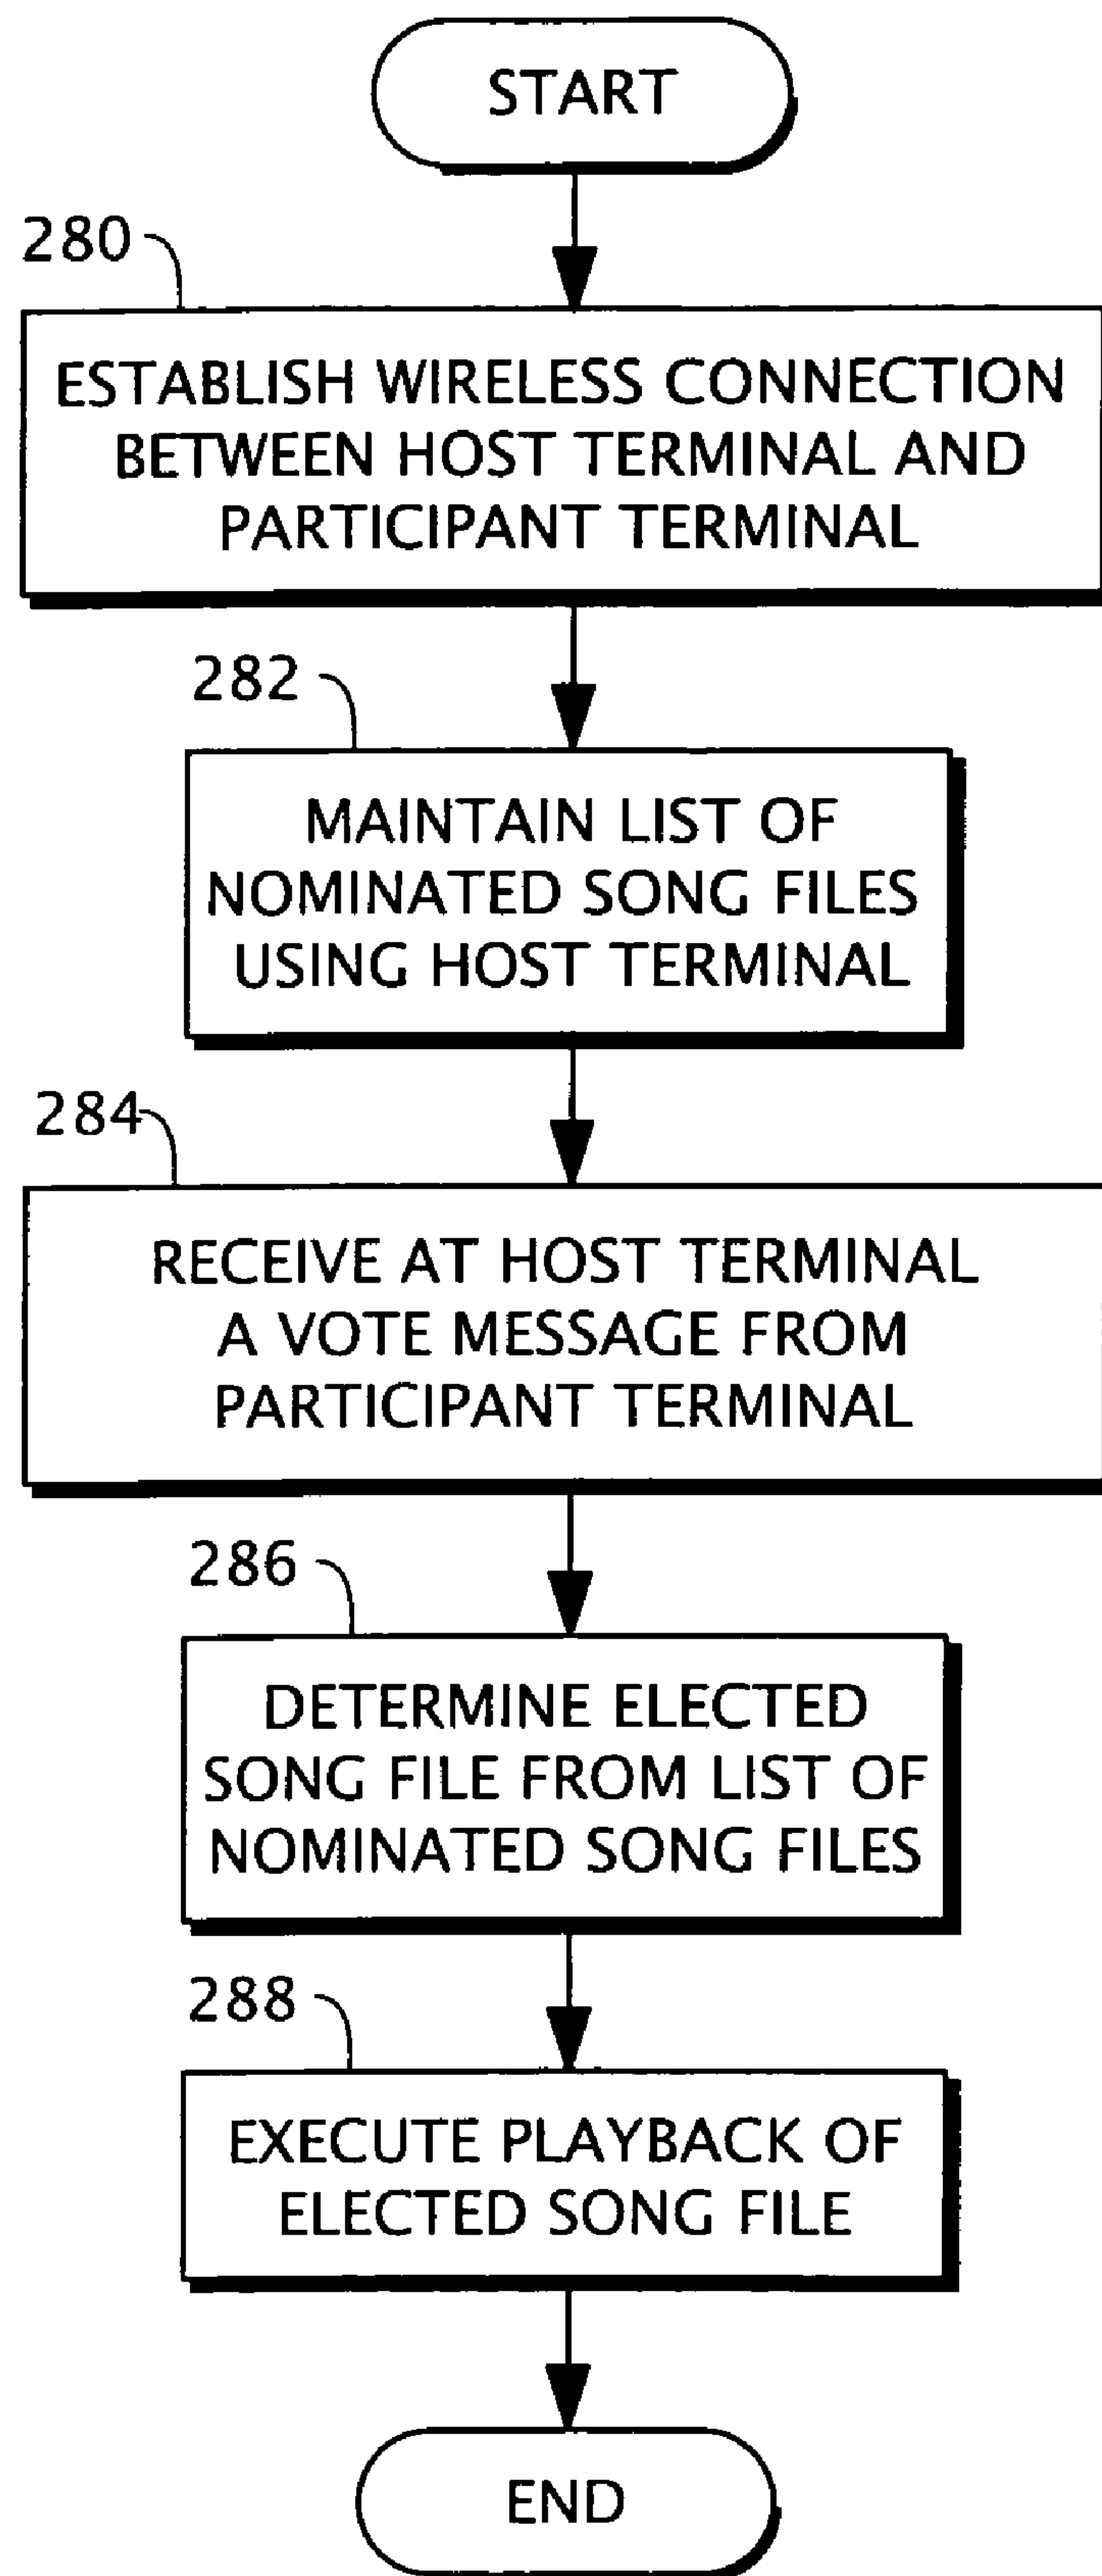 START
280
ESTABLISH WIRELESS CONNECTION
BETWEEN HOST TERMINAL AND
PARTICIPANT TERMINAL
282
MAINTAIN LIST OF
NOMINATED SONG FILES
USING HOST TERMINAL
284
RECEIVE AT HOST TERMINAL
A VOTE MESSAGE FROM
PARTICIPANT TERMINAL
286
DETERMINE ELECTED
SONG FILE FROM LIST OF
NOMINATED SONG FILES
288
EXECUTE PLAYBACK OF
ELECTED SONG FILE
END